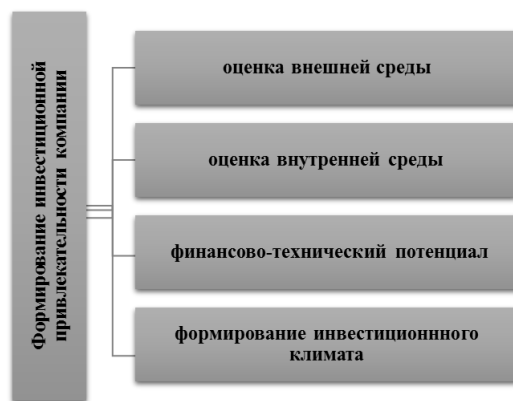 Формирование инвестиционной
привлекательности компании
оценка внешней среды
оценка внутренней среды
финансово-технический потенциал
формирование инвестиционнного
климата